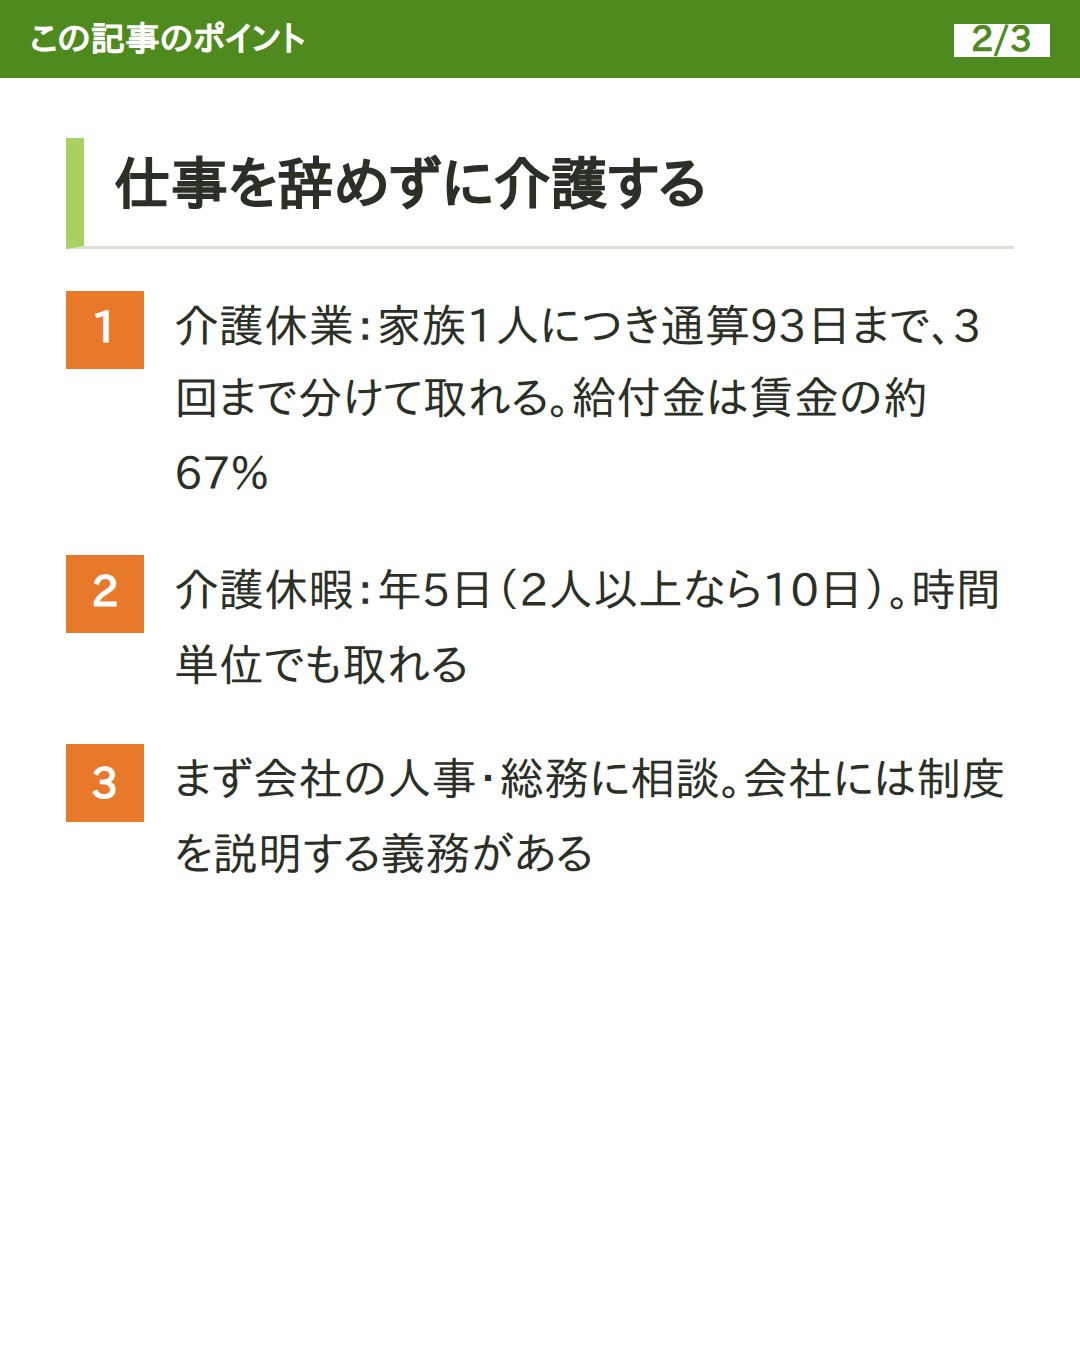 この記事のポイント
2/3
仕事を辞めずに介護する
1
介護休業：家族1人につき通算93日まで、3
回まで分けて取れる。給付金は賃金の約
67%
2
介護休暇：年5日（2人以上なら10日）。時間
単位でも取れる
3
まず会社の人事・総務に相談。会社には制度
を説明する義務がある